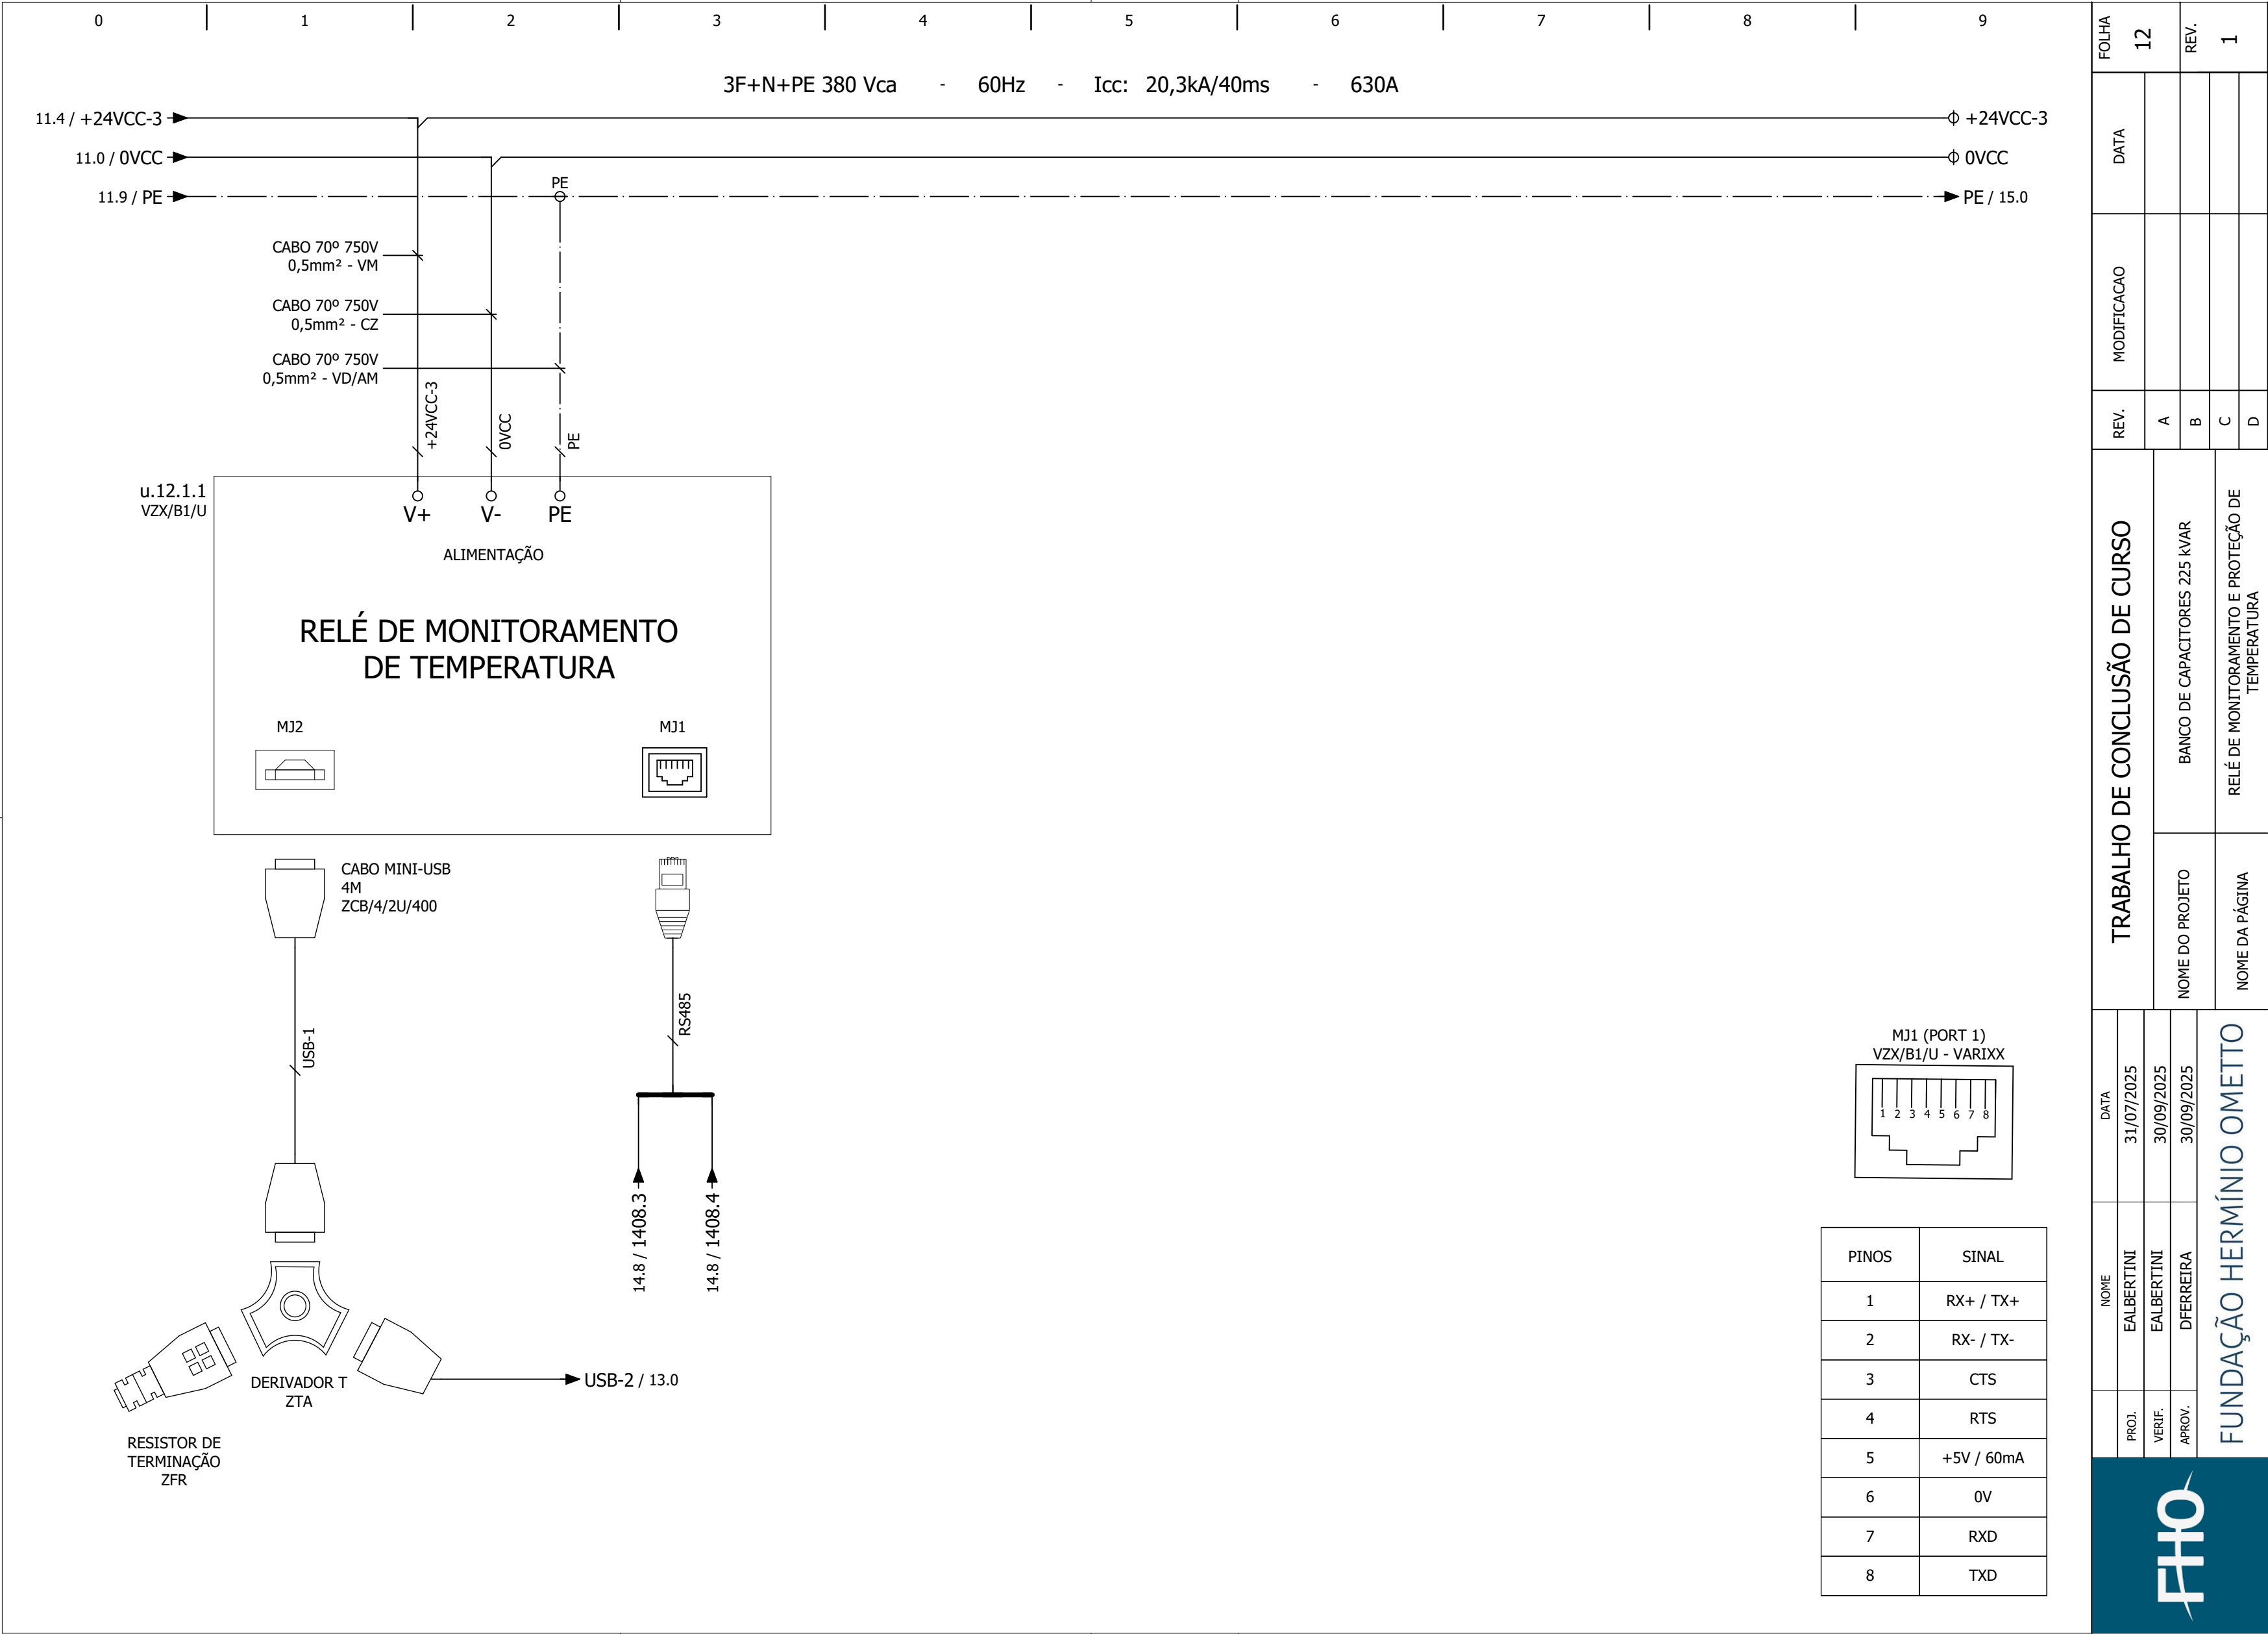 0 1 2 3 4 5 6 7 8 9
3F+N+PE 380 Vca - 60Hz - Icc: 20,3kA/40ms - 630A
11.4 / +24VCC-3
+24VCC-3
11.0 / 0VCC
0VCC
11.9 / PE
PE
PE / 15.0
CABO 70º 750V
0,5mm² - VM
CABO 70º 750V
0,5mm² - CZ
CABO 70º 750V
0,5mm² - VD/AM
+24VCC-3
0VCC
PE
u.12.1.1
VZX/B1/U
V+ V- PE
ALIMENTAÇÃO
RELÉ DE MONITORAMENTO
DE TEMPERATURA
MJ2
MJ1
CABO MINI-USB
4M
ZCB/4/2U/400
USB-1
RS485
14.8 / 1408.3
14.8 / 1408.4
USB-2 / 13.0
DERIVADOR T
ZTA
RESISTOR DE
TERMINAÇÃO
ZFR
MJ1 (PORT 1)
VZX/B1/U - VARIXX
1 2 3 4 5 6 7 8
PINOS SINAL
1 RX+ / TX+
2 RX- / TX-
3 CTS
4 RTS
5 +5V / 60mA
6 0V
7 RXD
8 TXD
FOLHA
12
REV.
1
DATA
MODIFICACAO
REV.
A
B
C
D
TRABALHO DE CONCLUSÃO DE CURSO
NOME DO PROJETO
BANCO DE CAPACITORES 225 kVAR
NOME DA PÁGINA
RELÉ DE MONITORAMENTO E PROTEÇÃO DE
TEMPERATURA
NOME DATA
PROJ. EALBERTINI 31/07/2025
VERIF. EALBERTINI 30/09/2025
APROV. DFERREIRA 30/09/2025
FUNDAÇÃO HERMÍNIO OMETTO
FHO